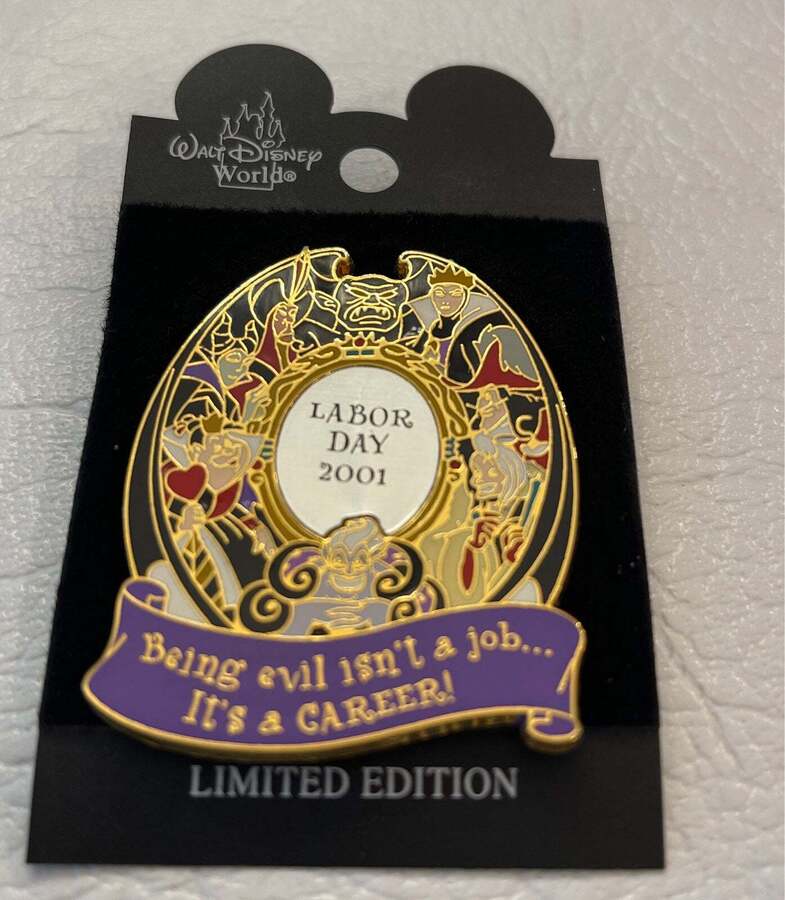 WALT DISNEY
World®
LABOR
DAY
2001
Being evil isn't a job...
It's a CAREER!
LIMITED EDITION